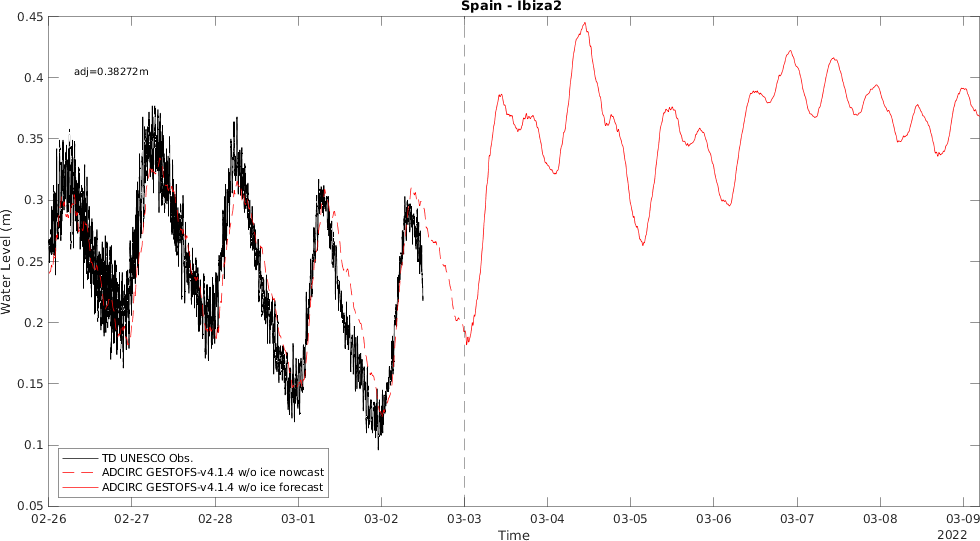 Spain - Ibiza2
0.45
0.4
0.35
0.3
0.25
0.2
0.15
0.1
0.05
Water Level (m)
adj=0.38272m
TD UNESCO Obs.
ADCIRC GESTOFS-v4.1.4 w/o ice nowcast
ADCIRC GESTOFS-v4.1.4 w/o ice forecast
02-26 02-27 02-28 03-01 03-02 03-03 03-04 03-05 03-06 03-07 03-08 03-09
Time
2022